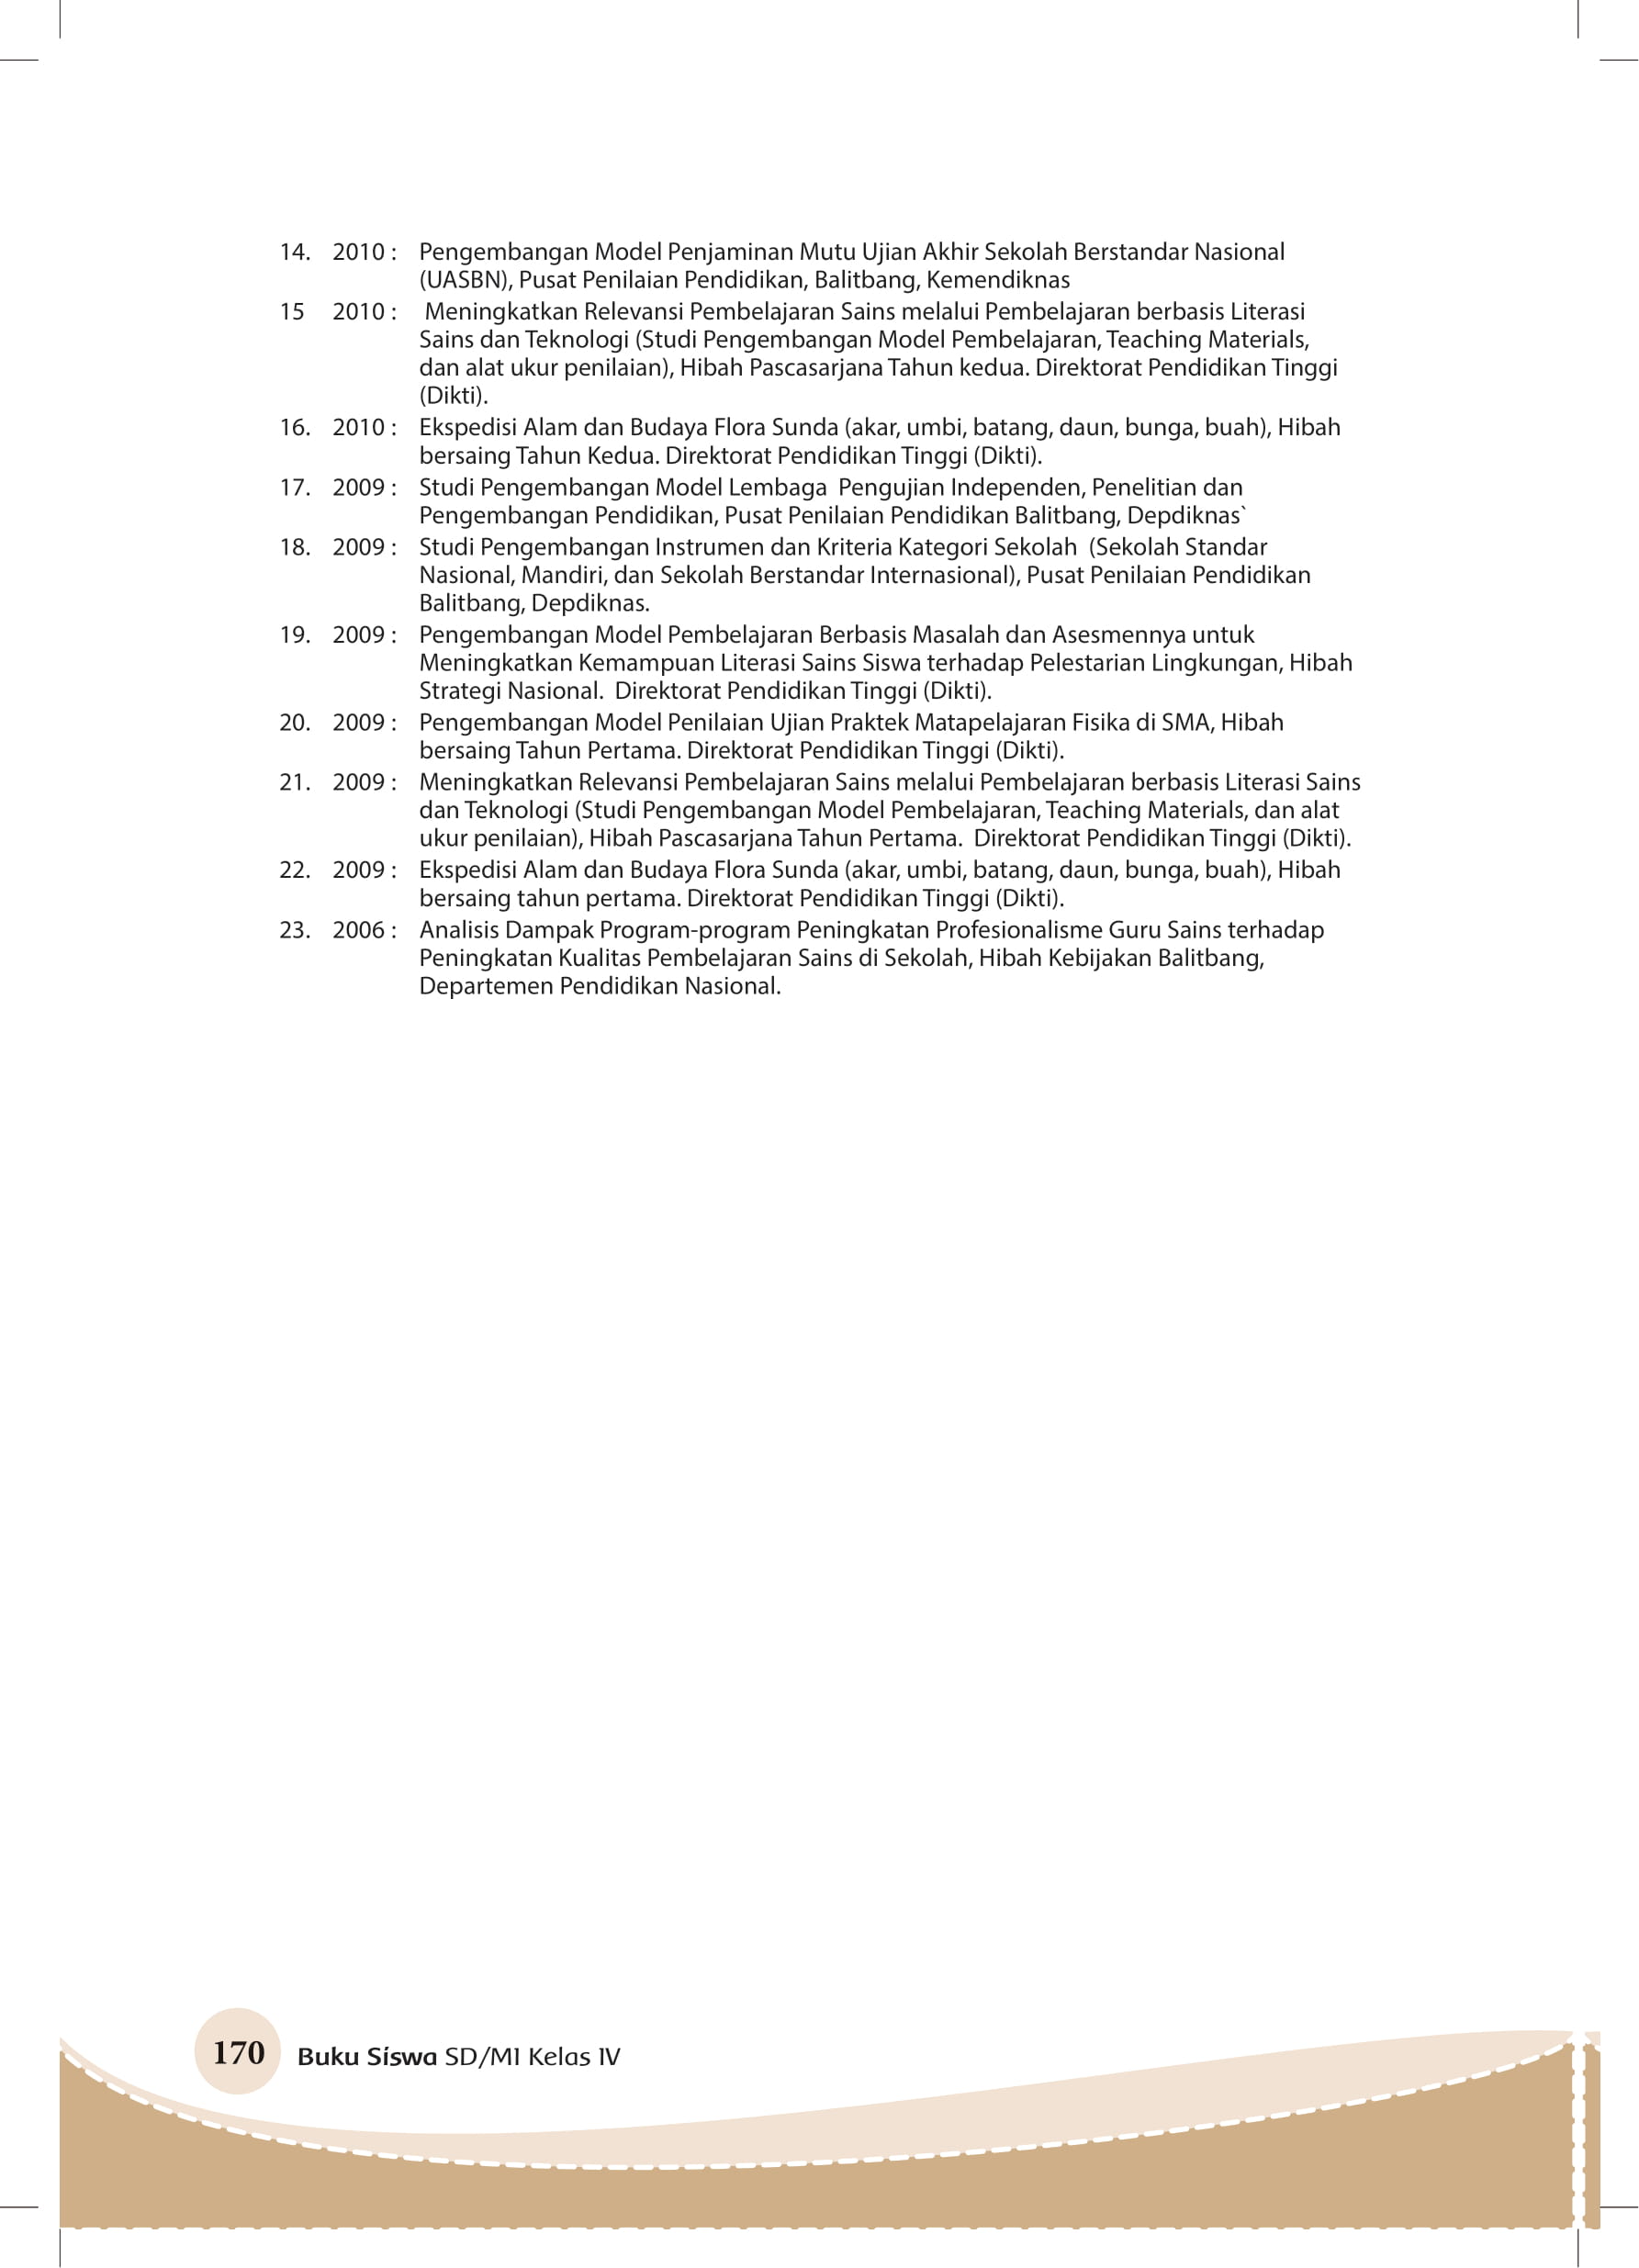 14. 2010 : Pengembangan Model Penjaminan Mutu Ujian Akhir Sekolah Berstandar Nasional
(UASBN), Pusat Penilaian Pendidikan, Balitbang, Kemendiknas
15 2010 : Meningkatkan Relevansi Pembelajaran Sains melalui Pembelajaran berbasis Literasi
Sains dan Teknologi (Studi Pengembangan Model Pembelajaran, Teaching Materials,
dan alat ukur penilaian), Hibah Pascasarjana Tahun kedua. Direktorat Pendidikan Tinggi
(Dikti).
16. 2010 : Ekspedisi Alam dan Budaya Flora Sunda (akar, umbi, batang, daun, bunga, buah), Hibah
bersaing Tahun Kedua. Direktorat Pendidikan Tinggi (Dikti).
17. 2009 : Studi Pengembangan Model Lembaga Pengujian Independen, Penelitian dan
Pengembangan Pendidikan, Pusat Penilaian Pendidikan Balitbang, Depdiknas`
18. 2009 : Studi Pengembangan Instrumen dan Kriteria Kategori Sekolah (Sekolah Standar
Nasional, Mandiri, dan Sekolah Berstandar Internasional), Pusat Penilaian Pendidikan
Balitbang, Depdiknas.
19. 2009 : Pengembangan Model Pembelajaran Berbasis Masalah dan Asesmennya untuk
Meningkatkan Kemampuan Literasi Sains Siswa terhadap Pelestarian Lingkungan, Hibah
Strategi Nasional. Direktorat Pendidikan Tinggi (Dikti).
20. 2009 : Pengembangan Model Penilaian Ujian Praktek Matapelajaran Fisika di SMA, Hibah
bersaing Tahun Pertama. Direktorat Pendidikan Tinggi (Dikti).
21. 2009 : Meningkatkan Relevansi Pembelajaran Sains melalui Pembelajaran berbasis Literasi Sains
dan Teknologi (Studi Pengembangan Model Pembelajaran, Teaching Materials, dan alat
ukur penilaian), Hibah Pascasarjana Tahun Pertama. Direktorat Pendidikan Tinggi (Dikti).
22. 2009 : Ekspedisi Alam dan Budaya Flora Sunda (akar, umbi, batang, daun, bunga, buah), Hibah
bersaing tahun pertama. Direktorat Pendidikan Tinggi (Dikti).
23. 2006 : Analisis Dampak Program-program Peningkatan Profesionalisme Guru Sains terhadap
Peningkatan Kualitas Pembelajaran Sains di Sekolah, Hibah Kebijakan Balitbang,
Departemen Pendidikan Nasional.
170 Buku Siswa SD/MI Kelas IV